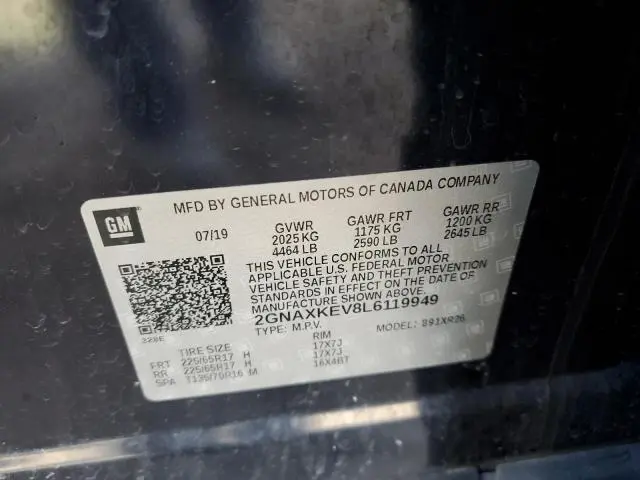 MFD BY GENERAL MOTORS OF CANADA COMPANY
GM
07/19
GVWR
2025 KG
4464 LB
GAWR FRT
1175 KG
2590 LB
GAWR RR
1200 KG
2645 LB
THIS VEHICLE CONFORMS TO ALL
APPLICABLE U.S. FEDERAL MOTOR
VEHICLE SAFETY AND THEFT PREVENTION
STANDARDS IN EFFECT ON THE DATE OF
MANUFACTURE SHOWN ABOVE.
2GNAXKEV8L6119949
TYPE: M.P.V. MODEL: 891XR26
328E
TIRE SIZE RIM
FRT 225/65R17 H 17X7J
RR 225/65R17 H 17X7J
SPA T135/70R16 M 16X4BT